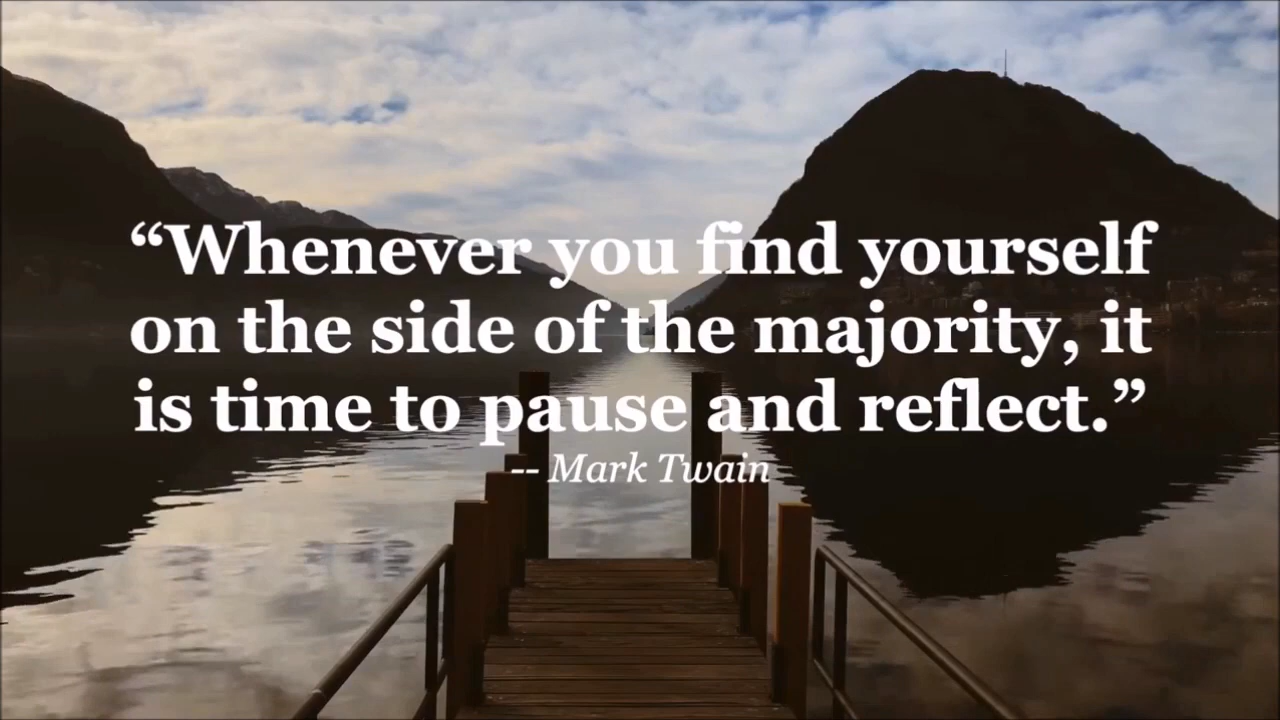 “Whenever you find yourself
on the side of the majority, it
is time to pause and reflect.”
-- Mark Twain